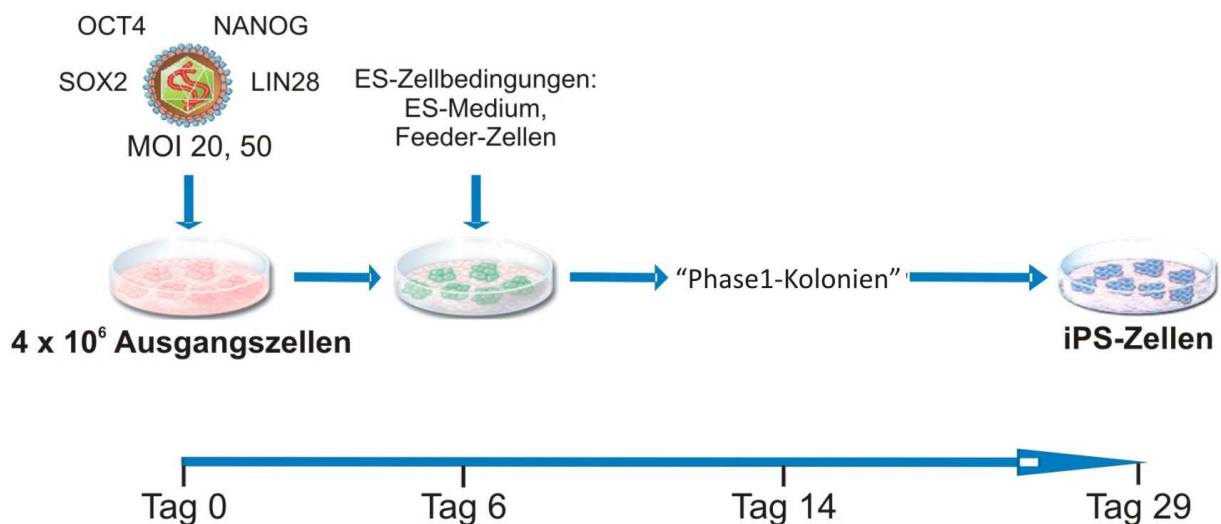 OCT4 NANOG
SOX2 LIN28
MOI 20, 50
ES-Zellbedingungen:
ES-Medium,
Feeder-Zellen
4 x 10⁶ Ausgangszellen
“Phase1-Kolonien”
iPS-Zellen
Tag 0 Tag 6 Tag 14 Tag 29